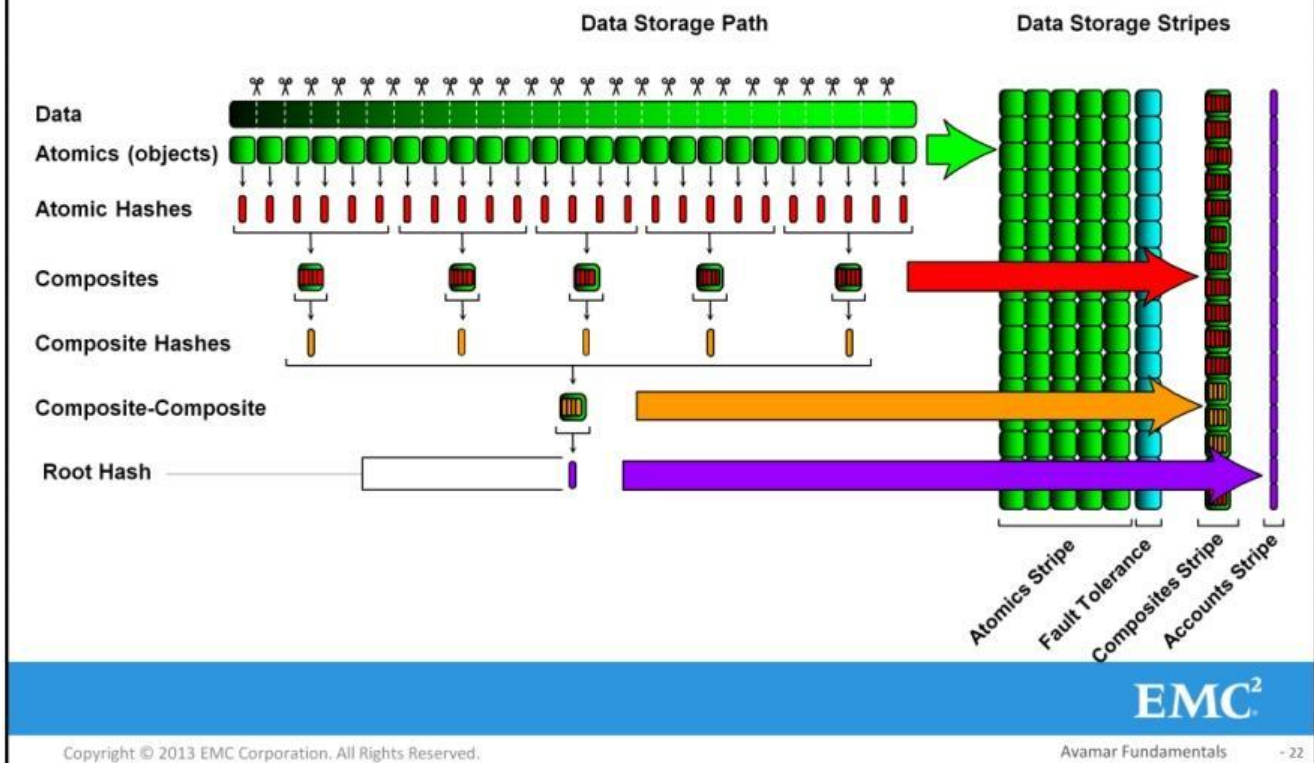 Data Storage Path
Data Storage Stripes
Data
Atomics (objects)
Atomic Hashes
Composites
Composite Hashes
Composite-Composite
Root Hash
Atomics Stripe
Fault Tolerance
Composites Stripe
Accounts Stripe
EMC²
Copyright © 2013 EMC Corporation. All Rights Reserved.
Avamar Fundamentals - 22